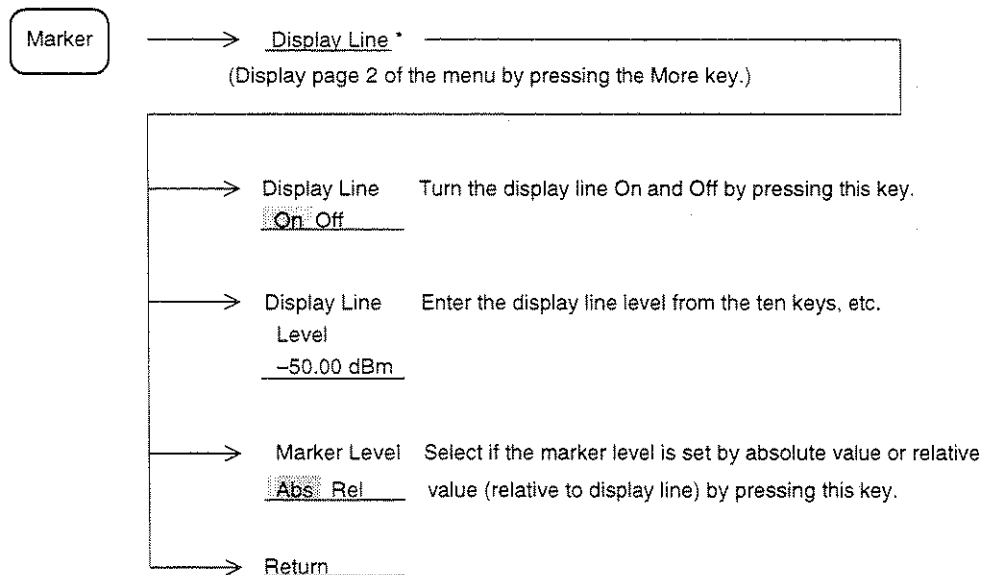 Marker
Display Line *
(Display page 2 of the menu by pressing the More key.)
Display Line Turn the display line On and Off by pressing this key.
On Off
Display Line Enter the display line level from the ten keys, etc.
Level
–50.00 dBm
Marker Level Select if the marker level is set by absolute value or relative
Abs Rel value (relative to display line) by pressing this key.
Return